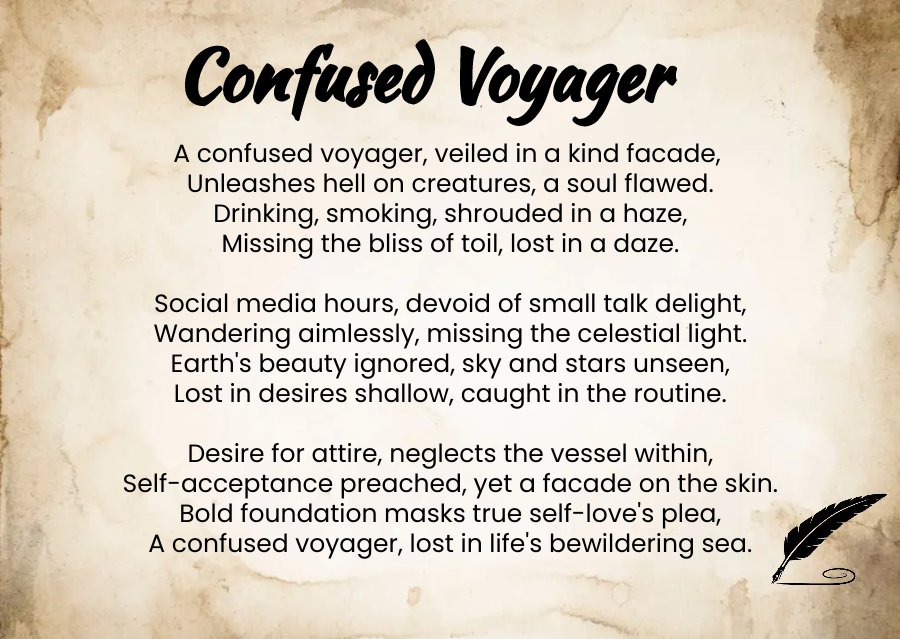 Confused Voyager
A confused voyager, veiled in a kind facade,
Unleashes hell on creatures, a soul flawed.
Drinking, smoking, shrouded in a haze,
Missing the bliss of toil, lost in a daze.
Social media hours, devoid of small talk delight,
Wandering aimlessly, missing the celestial light.
Earth's beauty ignored, sky and stars unseen,
Lost in desires shallow, caught in the routine.
Desire for attire, neglects the vessel within,
Self-acceptance preached, yet a facade on the skin.
Bold foundation masks true self-love's plea,
A confused voyager, lost in life's bewildering sea.